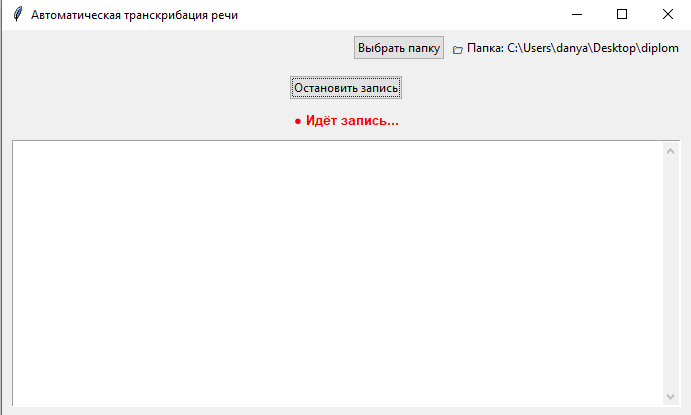 Автоматическая транскрибация речи
Выбрать папку Папка: C:\Users\danya\Desktop\diplom
Остановить запись
● Идёт запись...